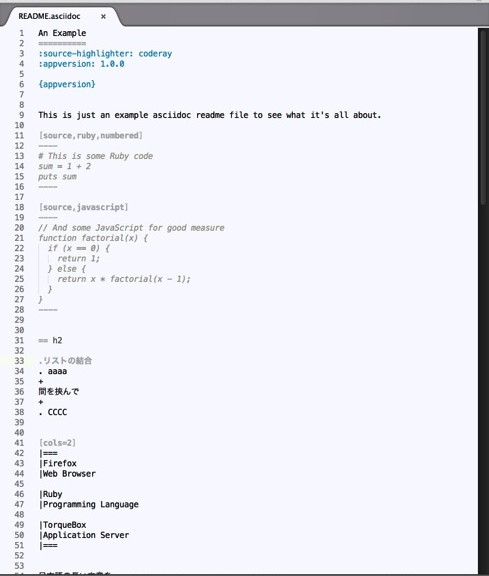 README.asciidoc ×
1 An Example
2 ==========
3 :source-highlighter: coderay
4 :appversion: 1.0.0
5
6 {appversion}
7
8
9 This is just an example asciidoc readme file to see what it's all about.
10
11 [source,ruby,numbered]
12 ----
13 # This is some Ruby code
14 sum = 1 + 2
15 puts sum
16 ----
17
18 [source,javascript]
19 ----
20 // And some JavaScript for good measure
21 function factorial(x) {
22 if (x == 0) {
23 return 1;
24 } else {
25 return x * factorial(x - 1);
26 }
27 }
28 ----
29
30
31 == h2
32
33 .リストの結合
34 . aaaa
35 +
36 間を挟んで
37 +
38 . CCCC
39
40
41 [cols=2]
42 |===
43 |Firefox
44 |Web Browser
45
46 |Ruby
47 |Programming Language
48
49 |TorqueBox
50 |Application Server
51 |===
52
53